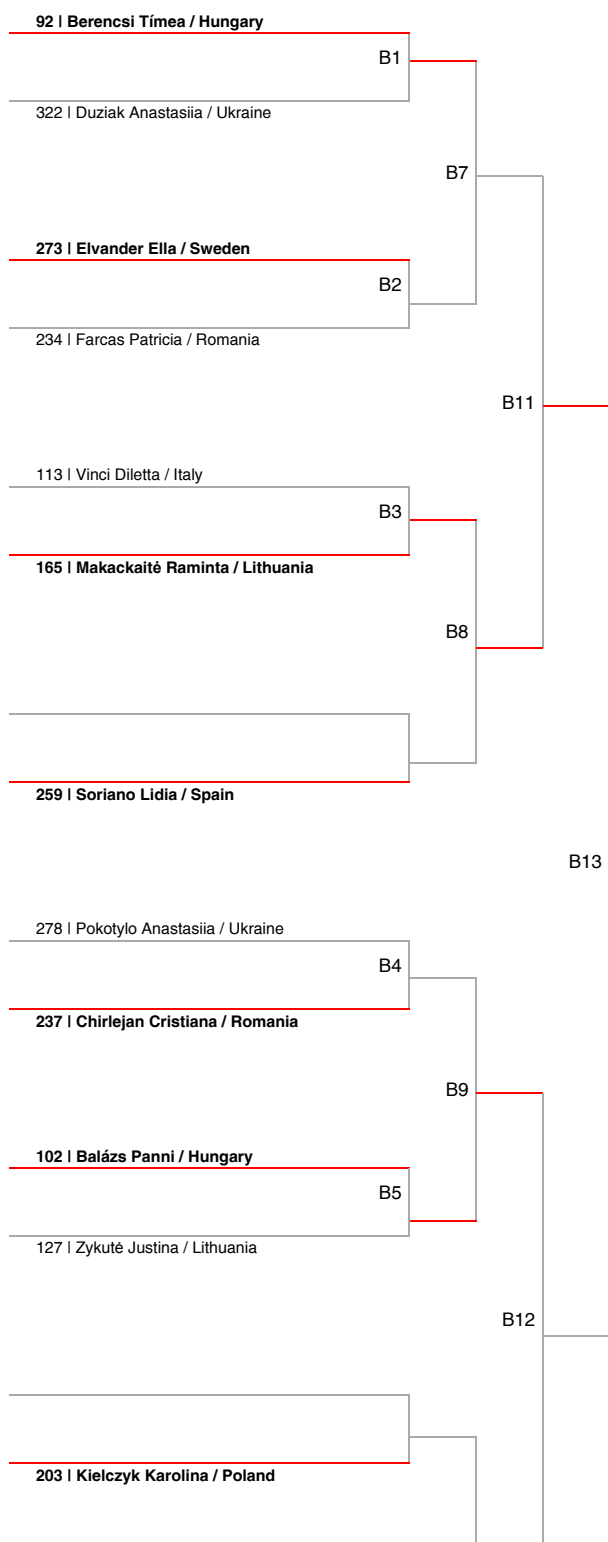 92 | Berencsi Tímea / Hungary
B1
322 | Duziak Anastasiia / Ukraine
B7
273 | Elvander Ella / Sweden
B2
234 | Farcas Patricia / Romania
B11
113 | Vinci Diletta / Italy
B3
165 | Makackaitė Raminta / Lithuania
B8
259 | Soriano Lidia / Spain
B13
278 | Pokotylo Anastasiia / Ukraine
B4
237 | Chirlejan Cristiana / Romania
B9
102 | Balázs Panni / Hungary
B5
127 | Zykutė Justina / Lithuania
B12
203 | Kielczyk Karolina / Poland